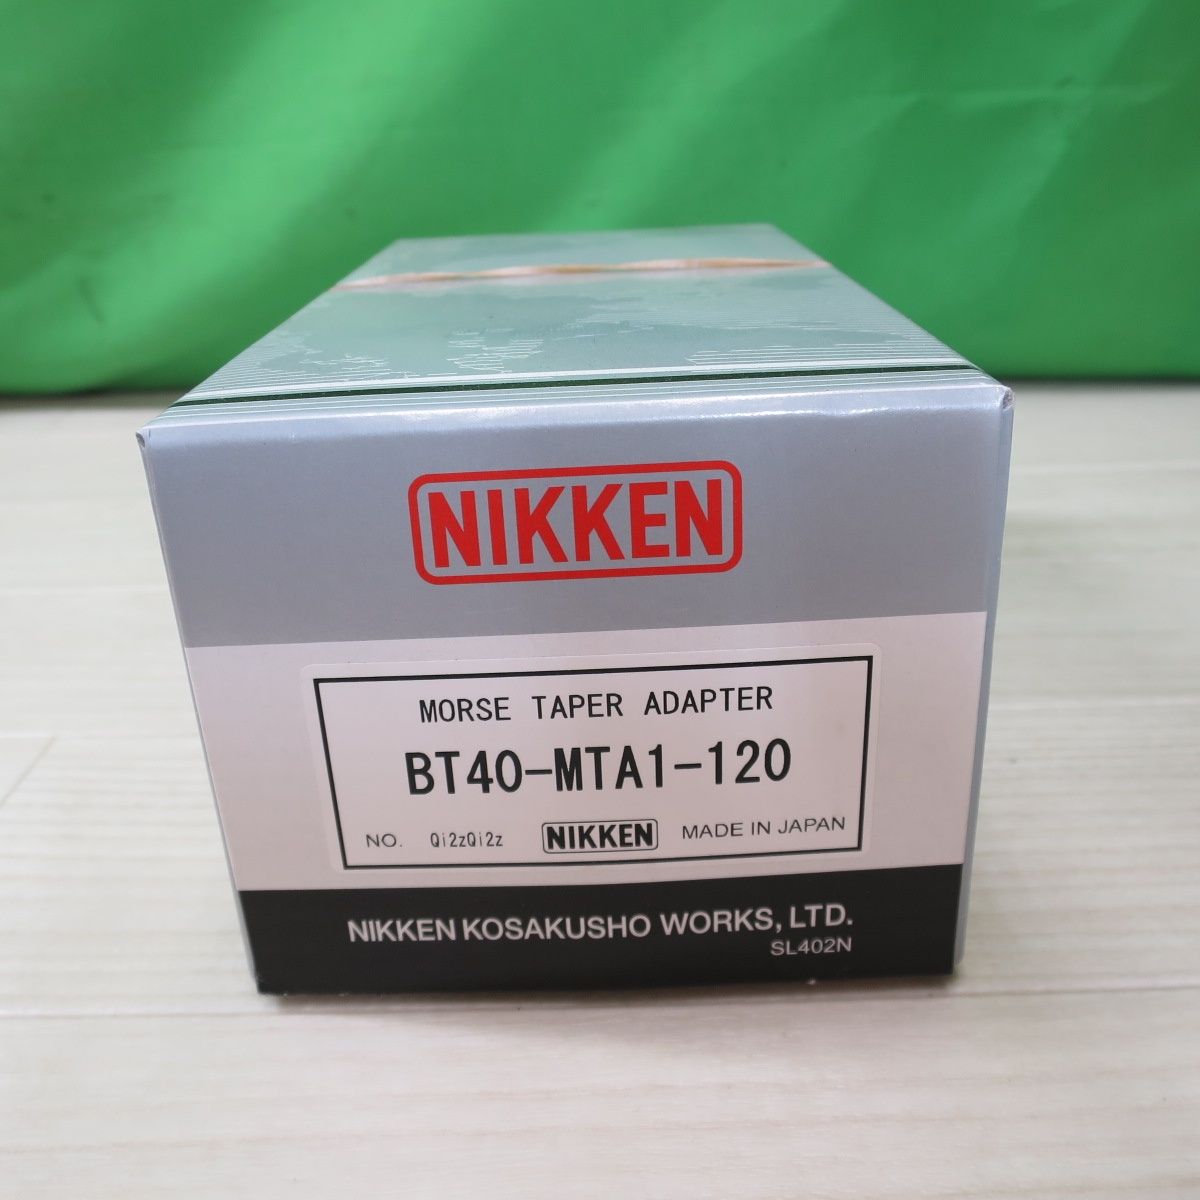 NIKKEN
MORSE TAPER ADAPTER
BT40-MTA1-120
NO. Qi2zQi2z NIKKEN MADE IN JAPAN
NIKKEN KOSAKUSHO WORKS, LTD.
SL402N